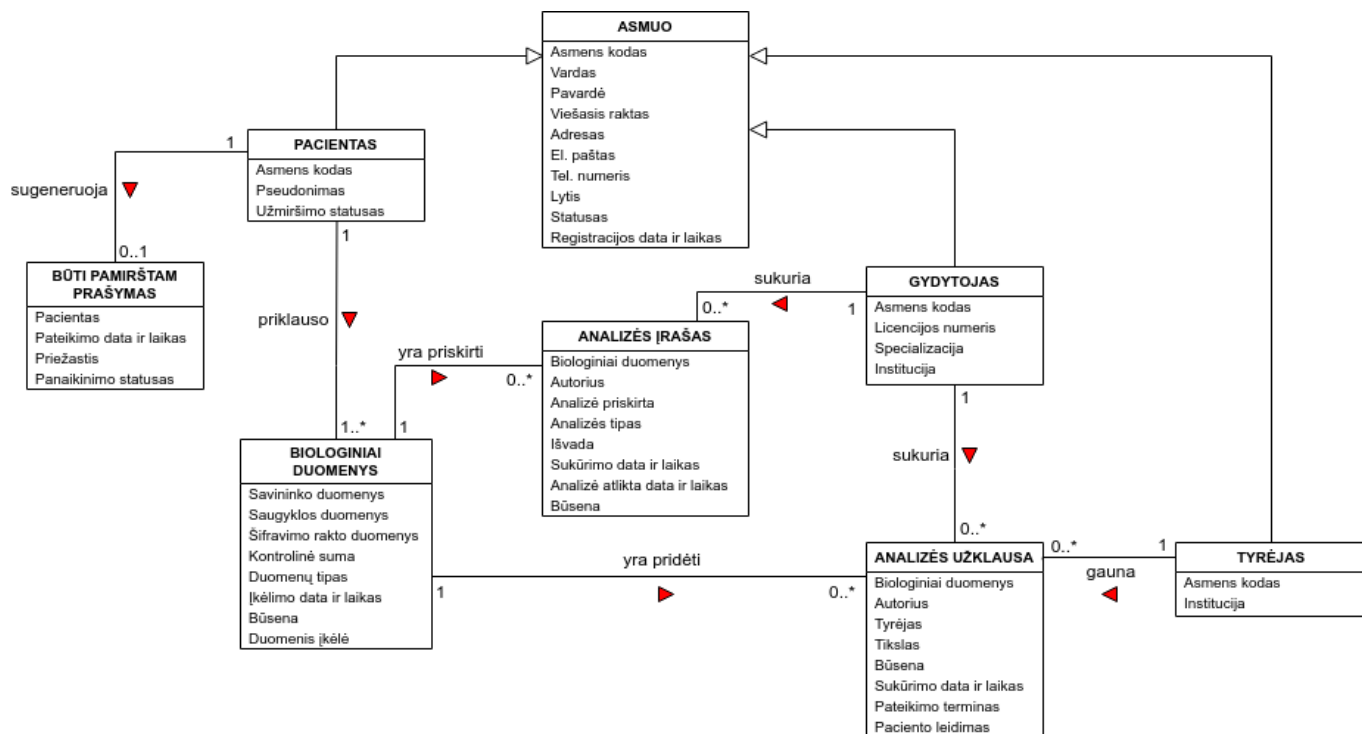 ASMUO
Asmens kodas
Vardas
Pavardė
Viešasis raktas
Adresas
El. paštas
Tel. numeris
Lytis
Statusas
Registracijos data ir laikas
1
PACIENTAS
Asmens kodas
Pseudonimas
Užmiršimo statusas
sugeneruoja
1
0..1
BŪTI PAMIRŠTAM
PRAŠYMAS
Pacientas
Pateikimo data ir laikas
Priežastis
Panaikinimo statusas
priklauso
1..*
sukuria
0..*
1
GYDYTOJAS
Asmens kodas
Licencijos numeris
Specializacija
Institucija
ANALIZĖS ĮRAŠAS
Biologiniai duomenys
Autorius
Analizė priskirta
Analizės tipas
Išvada
Sukūrimo data ir laikas
Analizė atlikta data ir laikas
Būsena
yra priskirti
0..*
1
1
sukuria
0..*
BIOLOGINIAI
DUOMENYS
Savininko duomenys
Saugyklos duomenys
Šifravimo rakto duomenys
Kontrolinė suma
Duomenų tipas
Įkėlimo data ir laikas
Būsena
Duomenis įkėlė
yra pridėti
1
0..*
ANALIZĖS UŽKLAUSA
Biologiniai duomenys
Autorius
Tyrėjas
Tikslas
Būsena
Sukūrimo data ir laikas
Pateikimo terminas
Paciento leidimas
0..*
1
gauna
TYRĖJAS
Asmens kodas
Institucija